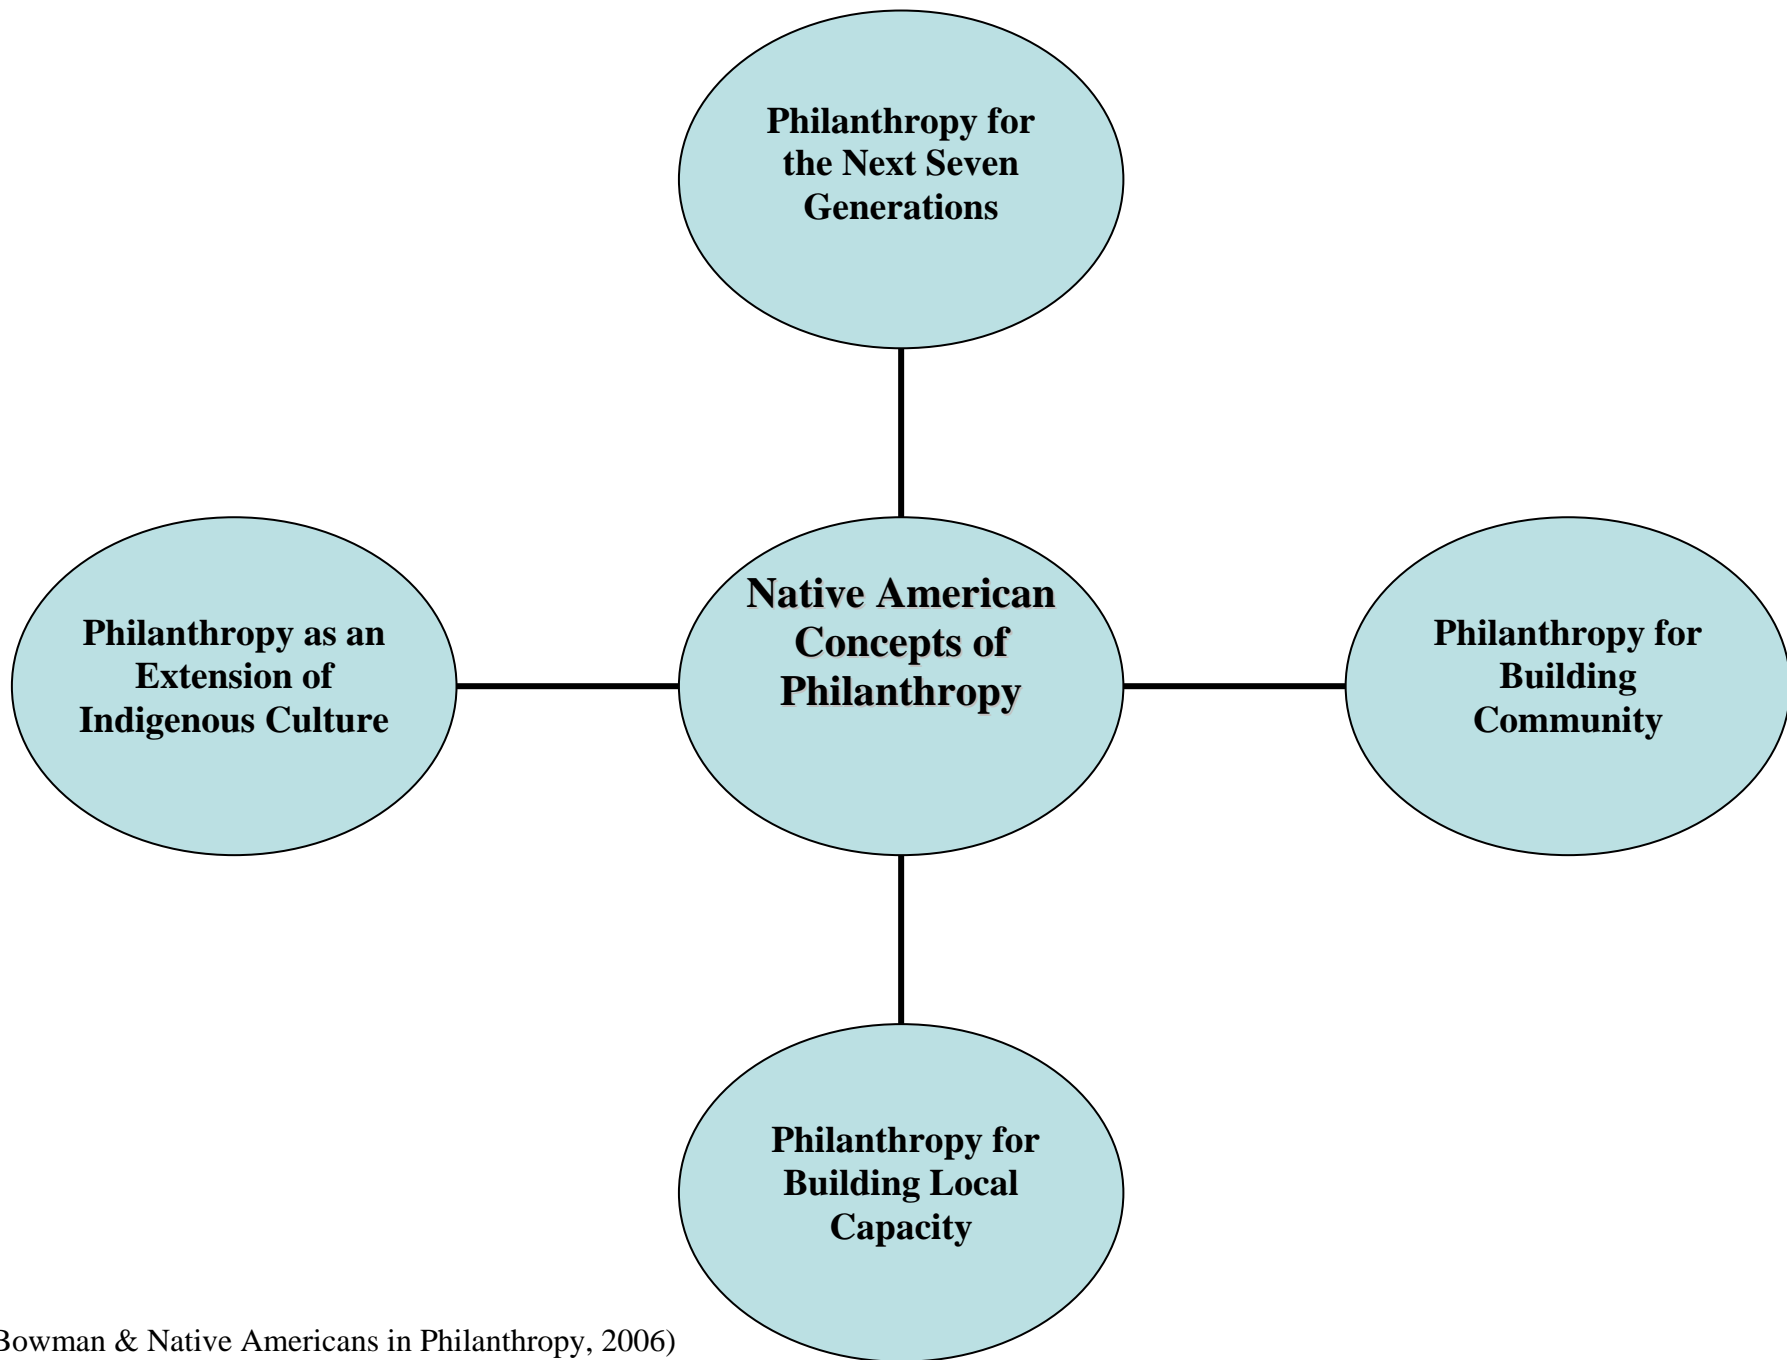 Philanthropy for
the Next Seven
Generations
Philanthropy as an
Extension of
Indigenous Culture
Native American
Concepts of
Philanthropy
Philanthropy for
Building
Community
Philanthropy for
Building Local
Capacity
Bowman & Native Americans in Philanthropy, 2006)